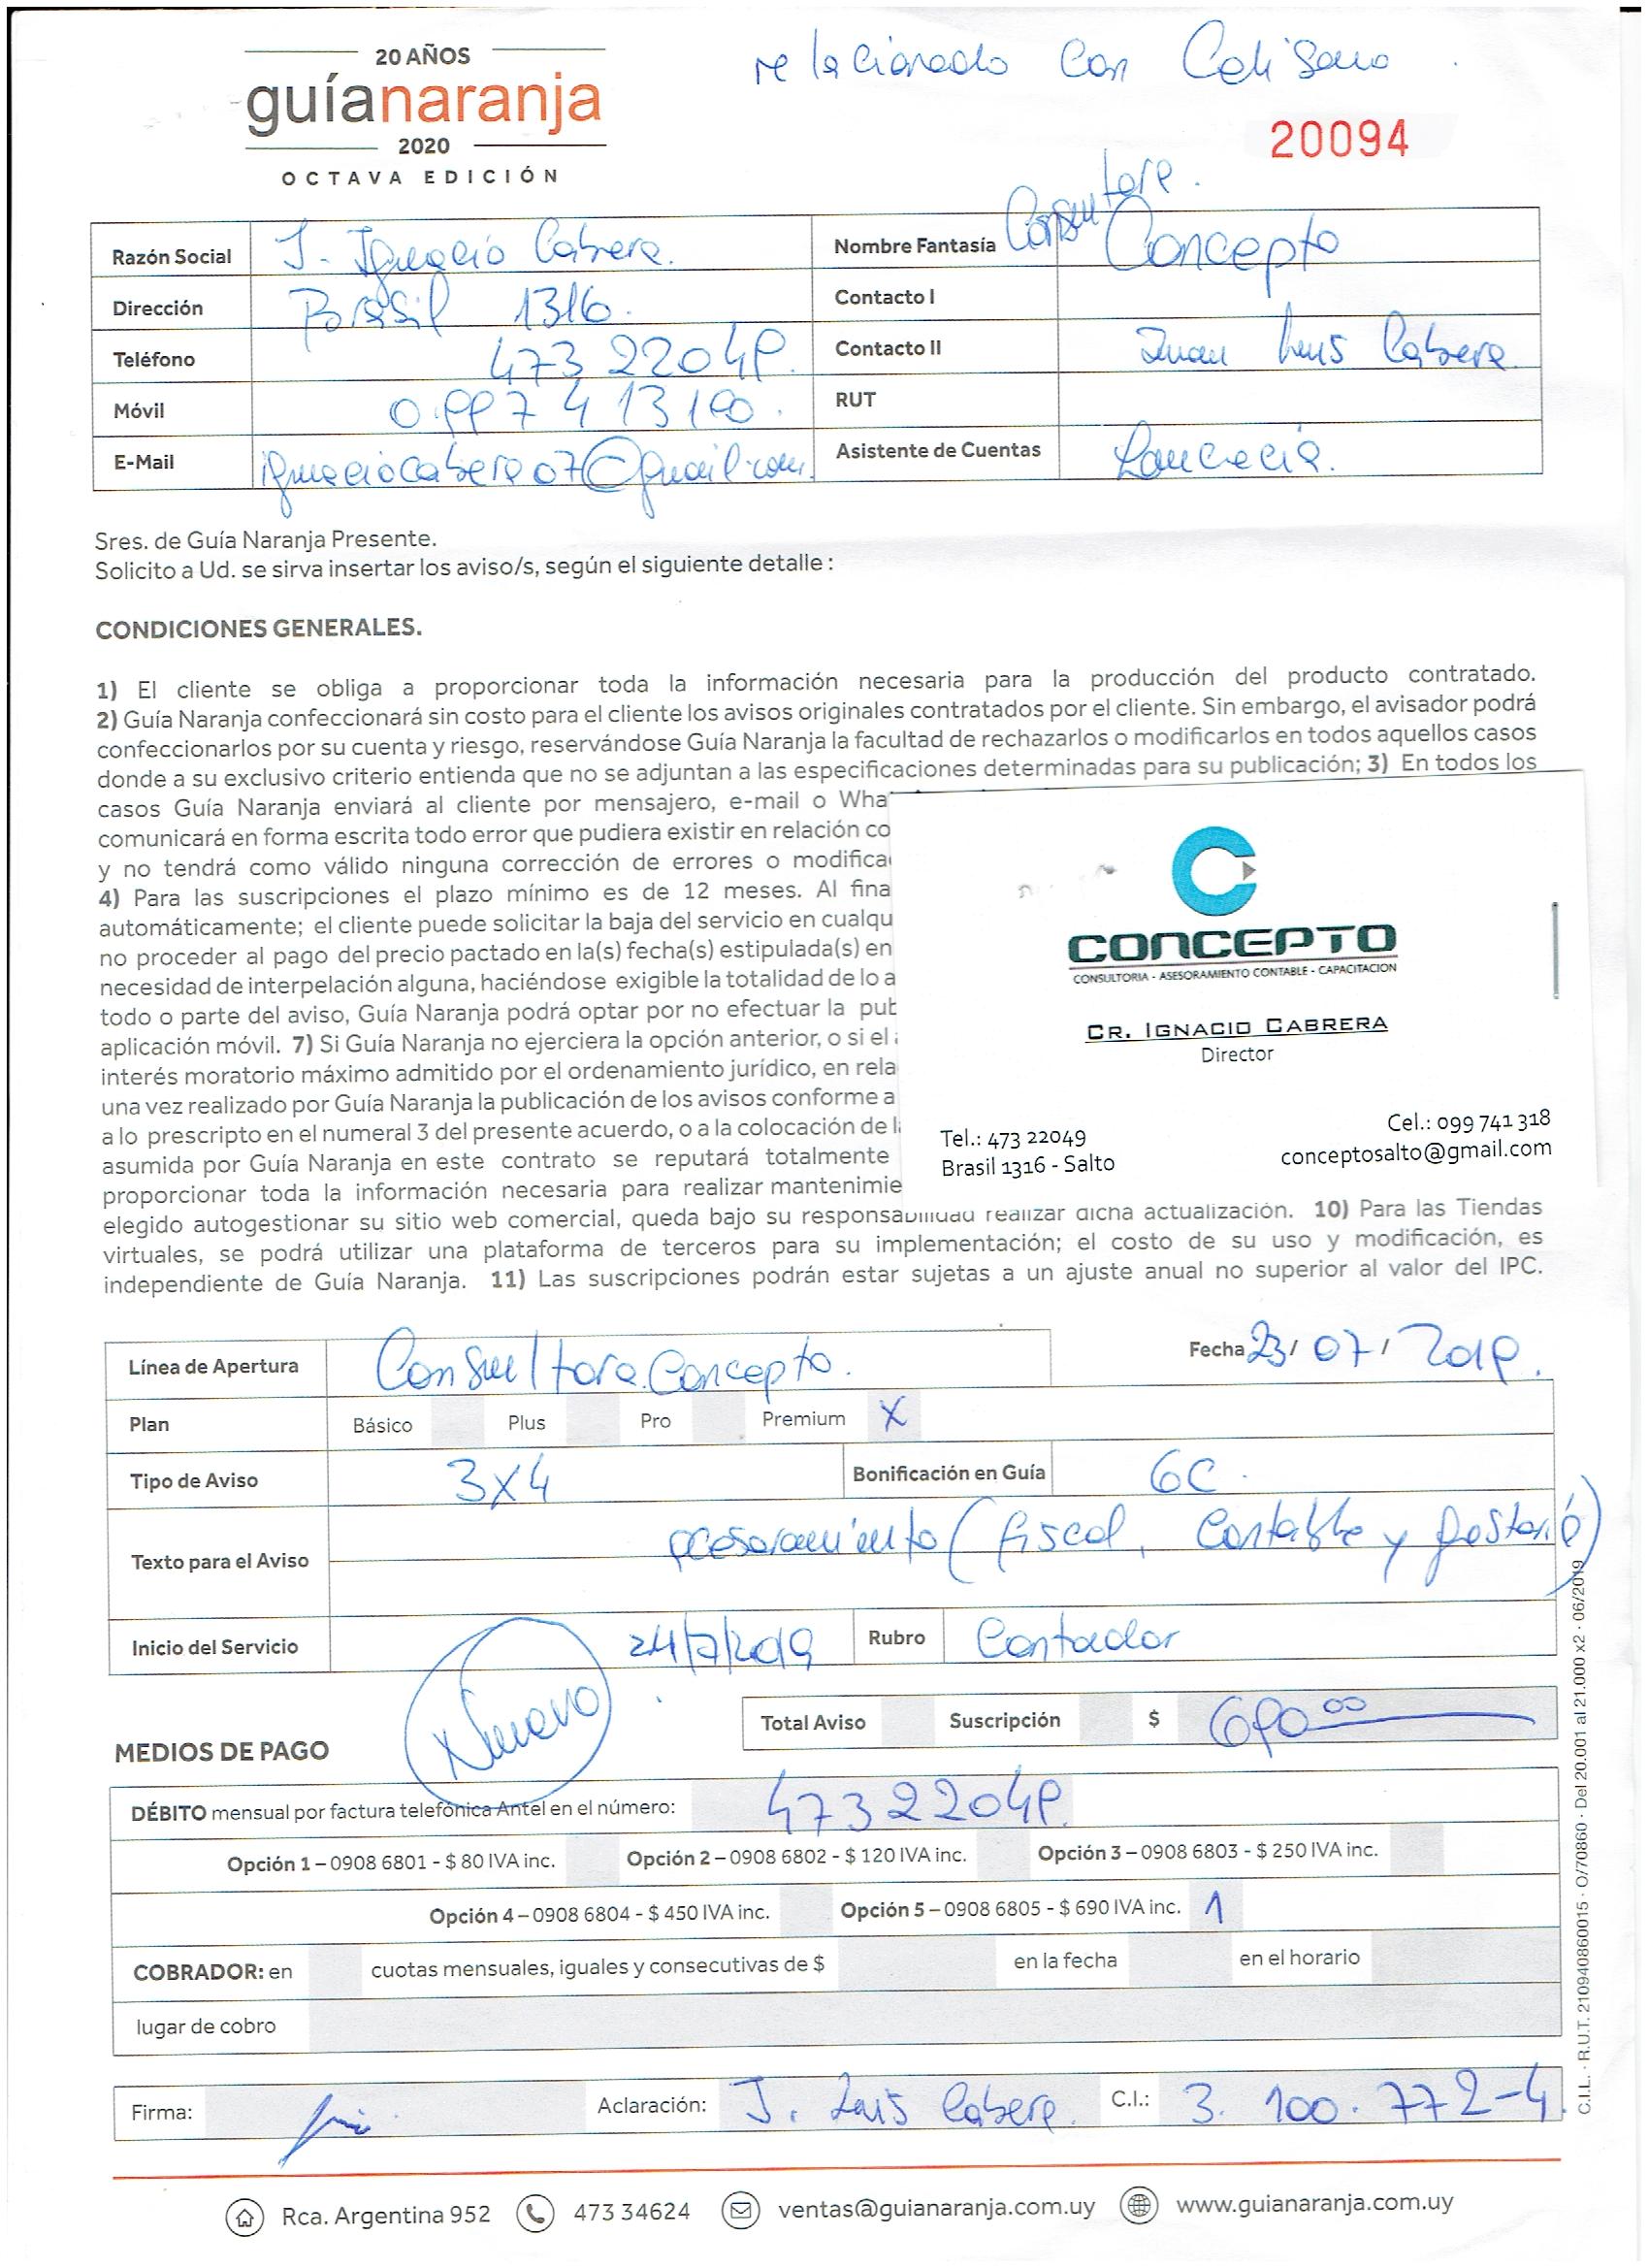 20 AÑOS
guíanaranja
2020
OCTAVA EDICIÓN
relacionado con
20094
Razón Social J. Ignacio Cabrera.
Nombre Fantasía Consultora. Concepto
Dirección Brasil 1316.
Contacto I
Teléfono 473 22049.
Contacto II Juan Luis Cabrera
Móvil
RUT
E-Mail ignaciocabrera07@gmail.com.
Asistente de Cuentas
Sres. de Guía Naranja Presente.
Solicito a Ud. se sirva insertar los aviso/s, según el siguiente detalle :
CONDICIONES GENERALES.
1) El cliente se obliga a proporcionar toda la información necesaria para la producción del producto contratado.
2) Guía Naranja confeccionará sin costo para el cliente los avisos originales contratados por el cliente. Sin embargo, el avisador podrá
confeccionarlos por su cuenta y riesgo, reservándose Guía Naranja la facultad de rechazarlos o modificarlos en todos aquellos casos
donde a su exclusivo criterio entienda que no se adjuntan a las especificaciones determinadas para su publicación; 3) En todos los
casos Guía Naranja enviará al cliente por mensajero, e-mail o Wha
comunicará en forma escrita todo error que pudiera existir en relación co
y no tendrá como válido ninguna corrección de errores o modifica
4) Para las suscripciones el plazo mínimo es de 12 meses. Al fina
automáticamente; el cliente puede solicitar la baja del servicio en cualqu
no proceder al pago del precio pactado en la(s) fecha(s) estipulada(s) en
necesidad de interpelación alguna, haciéndose exigible la totalidad de lo a
todo o parte del aviso, Guía Naranja podrá optar por no efectuar la pub
aplicación móvil. 7) Si Guía Naranja no ejerciera la opción anterior, o si el
interés moratorio máximo admitido por el ordenamiento jurídico, en rela
una vez realizado por Guía Naranja la publicación de los avisos conforme a
a lo prescripto en el numeral 3 del presente acuerdo, o a la colocación de l
asumida por Guía Naranja en este contrato se reputará totalmente
proporcionar toda la información necesaria para realizar mantenimie
elegido autogestionar su sitio web comercial, queda bajo su responsabilidad realizar dicha actualización. 10) Para las Tiendas
virtuales, se podrá utilizar una plataforma de terceros para su implementación; el costo de su uso y modificación, es
independiente de Guía Naranja. 11) Las suscripciones podrán estar sujetas a un ajuste anual no superior al valor del IPC.
CONCEPTO
CONSULTORIA - ASESORAMIENTO CONTABLE - CAPACITACION
CR. IGNACIO CABRERA
Director
Tel.: 473 22049
Brasil 1316 - Salto
Cel.: 099 741 318
conceptosalto@gmail.com
Línea de Apertura Consultora Concepto.
Fecha 23/ 07 / 2019.
Plan Básico Plus Pro Premium X
Tipo de Aviso 3x4
Bonificación en Guía 6C.
Texto para el Aviso asesoramiento (fiscal, contable y
Inicio del Servicio 24/7/2019
Rubro Contador
Nuevo
Total Aviso Suscripción $ 690 00
MEDIOS DE PAGO
DÉBITO mensual por factura telefónica Antel en el número: 47322049.
Opción 1 – 0908 6801 - $ 80 IVA inc. Opción 2 – 0908 6802 - $ 120 IVA inc. Opción 3 – 0908 6803 - $ 250 IVA inc.
Opción 4 – 0908 6804 - $ 450 IVA inc. Opción 5 – 0908 6805 - $ 690 IVA inc. 1
COBRADOR: en cuotas mensuales, iguales y consecutivas de $ en la fecha en el horario
lugar de cobro
Firma: Aclaración: J. Luis Cabrera. C.I.: 3. 100. 772-4
C.I.L. · R.U.T. 210940860015 · O/70860 · Del 20.001 al 21.000 x2 · 06/2019
Rca. Argentina 952 473 34624 ventas@guianaranja.com.uy www.guianaranja.com.uy